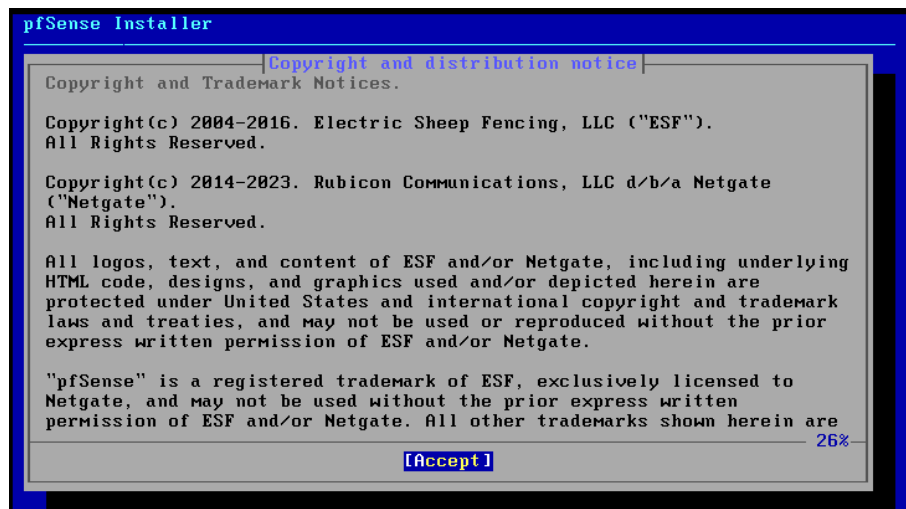 pfSense Installer
Copyright and distribution notice
Copyright and Trademark Notices.
Copyright(c) 2004-2016. Electric Sheep Fencing, LLC ("ESF").
All Rights Reserved.
Copyright(c) 2014-2023. Rubicon Communications, LLC d/b/a Netgate
("Netgate").
All Rights Reserved.
All logos, text, and content of ESF and/or Netgate, including underlying
HTML code, designs, and graphics used and/or depicted herein are
protected under United States and international copyright and trademark
laws and treaties, and may not be used or reproduced without the prior
express written permission of ESF and/or Netgate.
"pfSense" is a registered trademark of ESF, exclusively licensed to
Netgate, and may not be used without the prior express written
permission of ESF and/or Netgate. All other trademarks shown herein are
26%
[Accept]